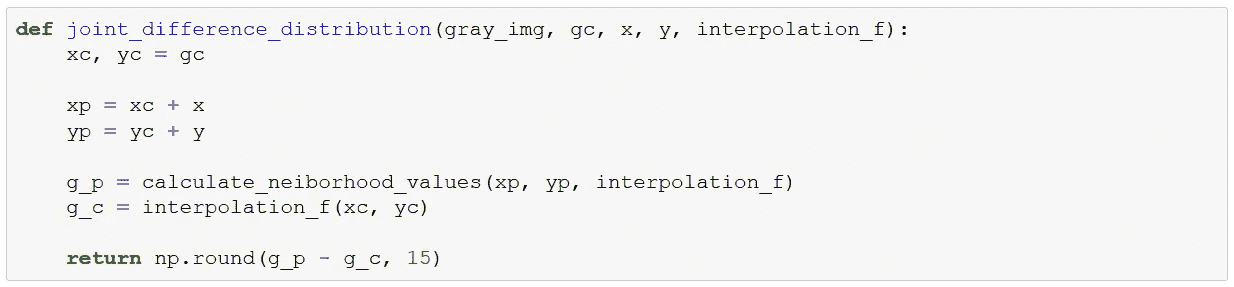 def joint_difference_distribution(gray_img, gc, x, y, interpolation_f):
    xc, yc = gc

    xp = xc + x
    yp = yc + y

    g_p = calculate_neiborhood_values(xp, yp, interpolation_f)
    g_c = interpolation_f(xc, yc)

    return np.round(g_p - g_c, 15)